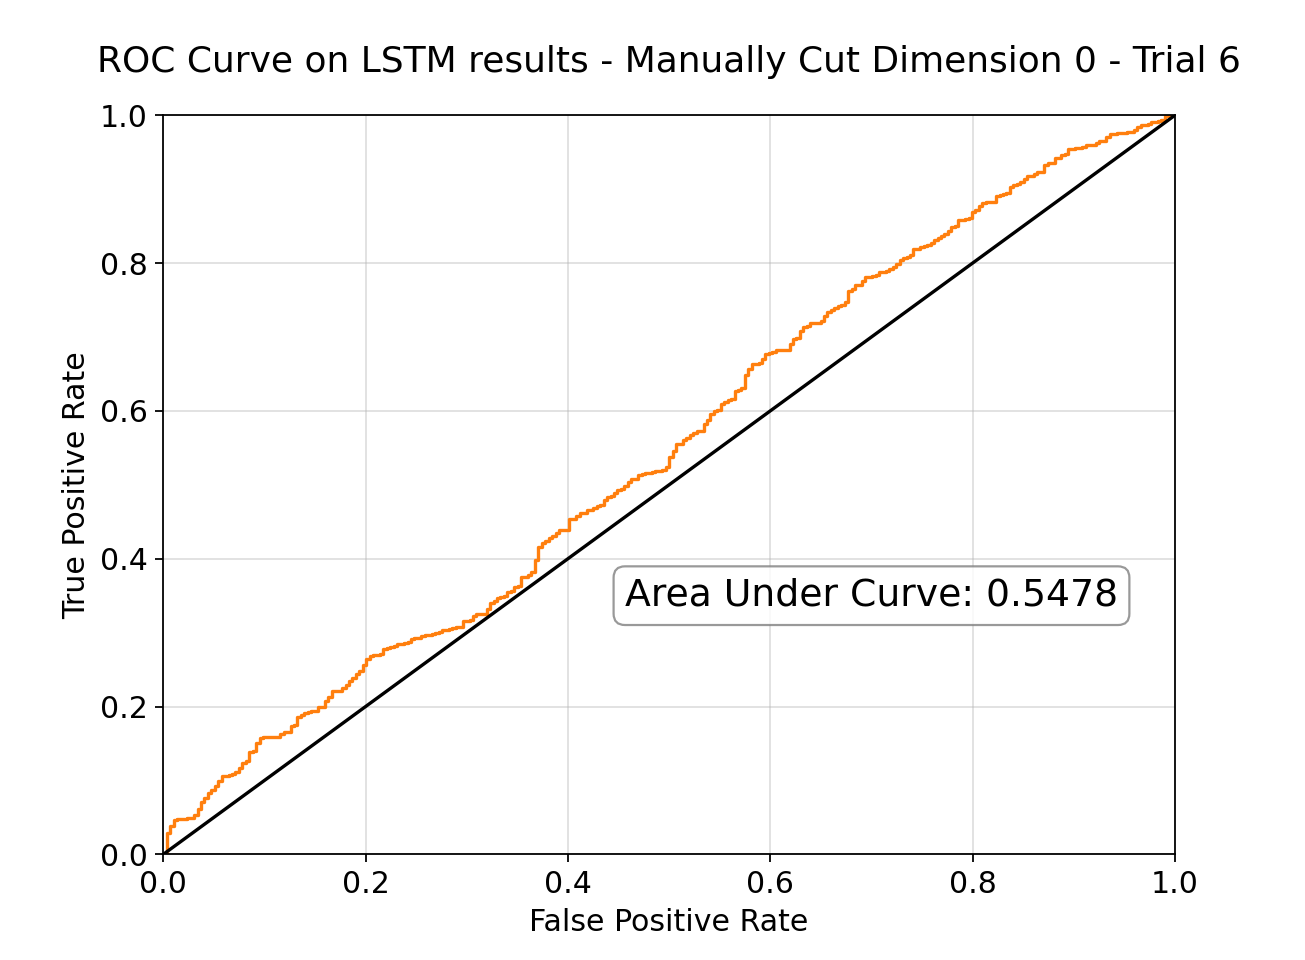 ROC Curve on LSTM results - Manually Cut Dimension 0 - Trial 6
1.0
0.8
0.6
0.4
0.2
0.0
True Positive Rate
Area Under Curve: 0.5478
0.0 0.2 0.4 0.6 0.8 1.0
False Positive Rate